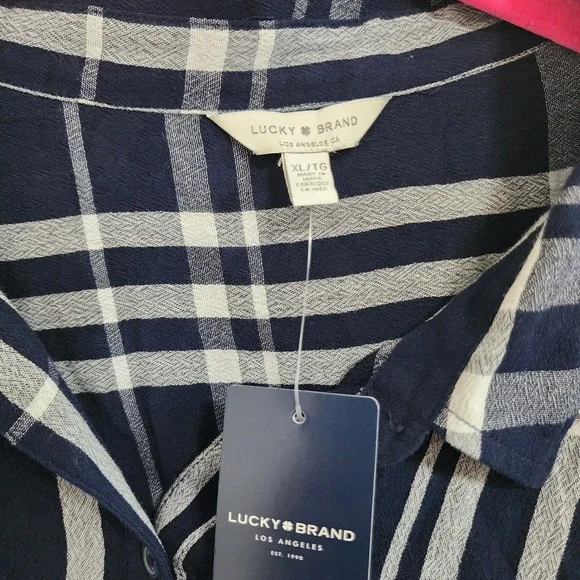 LUCKY BRAND
LOS ANGELES, CA
XL/TG
MADE IN
INDIA
FABRIQUE
EN INDE
LUCKY BRAND
LOS ANGELES
EST. 1990